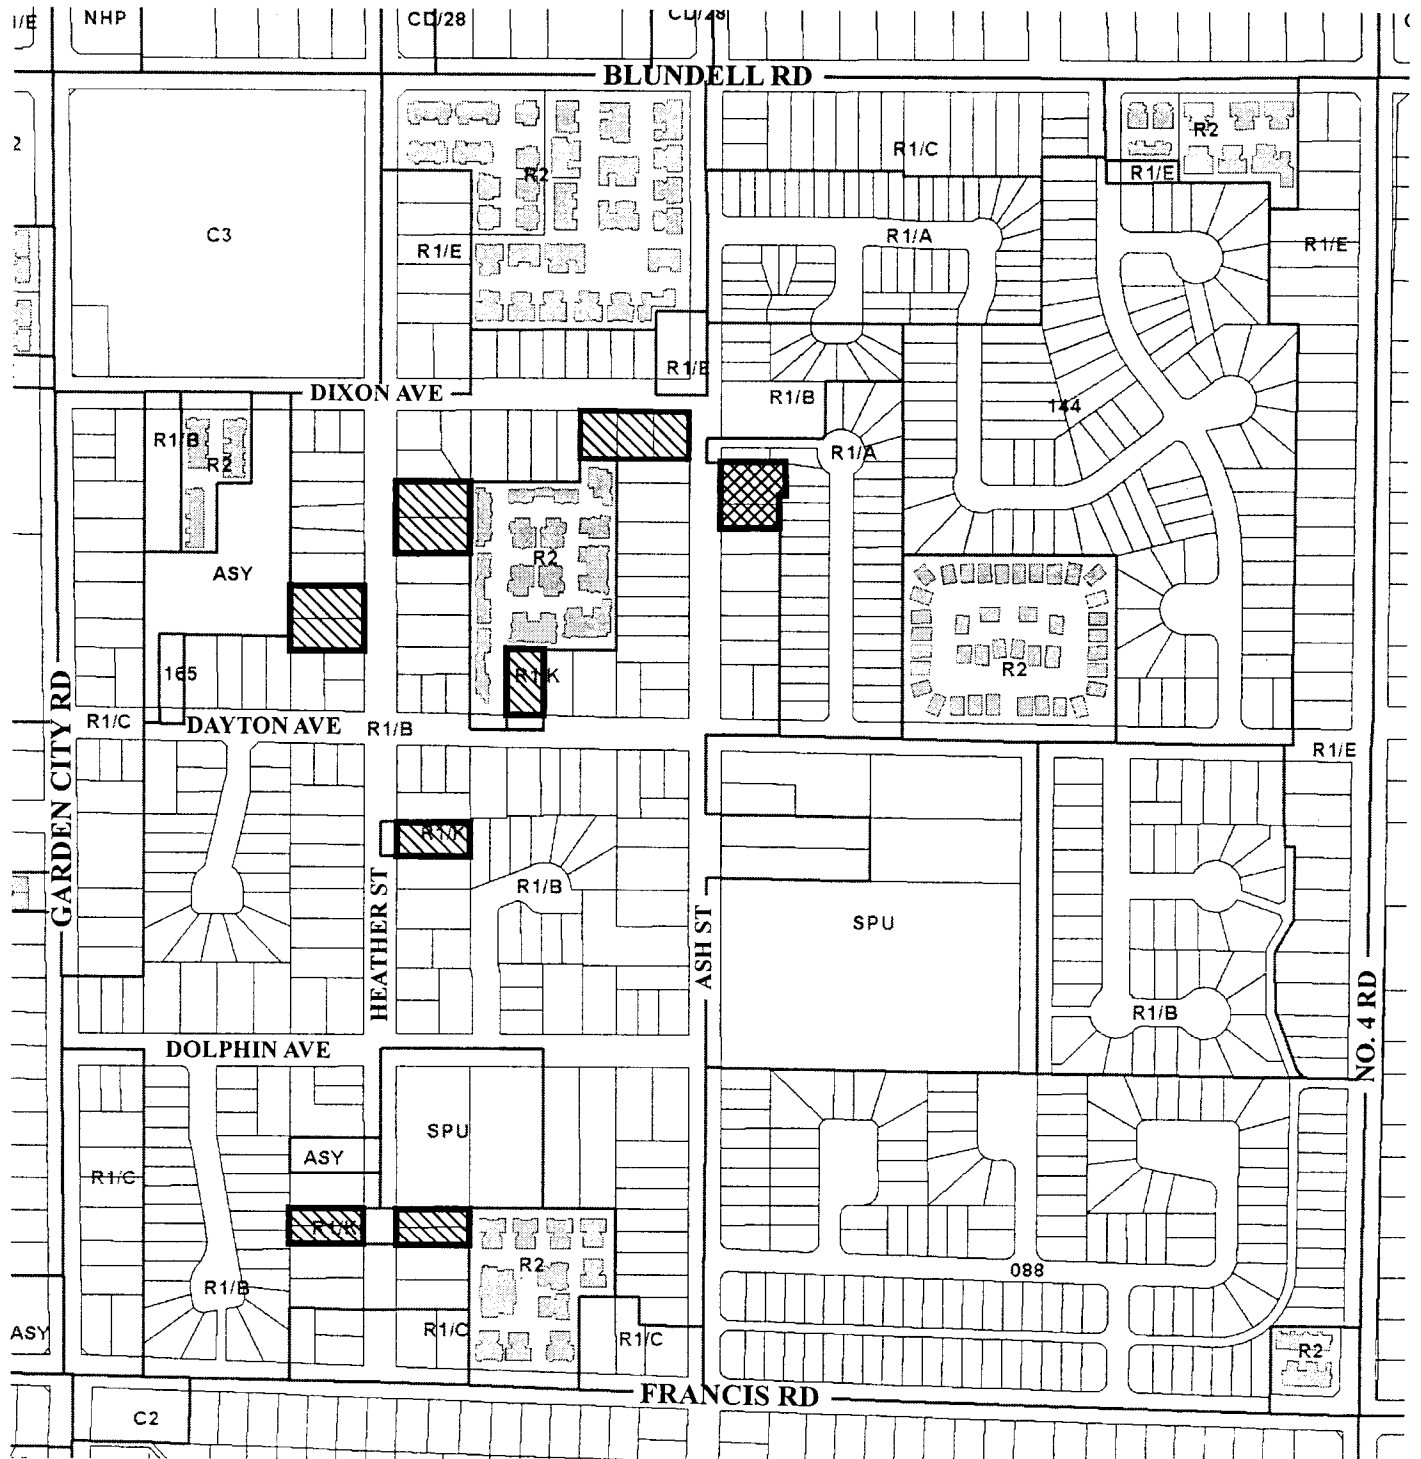 I/E
NHP
CD/28
CD/28
BLUNDELL RD
2
R2
R1/C
R2
R1/E
C3
R1/E
R1/A
R1/E
R1/E
DIXON AVE
R1/B
144
R1/B
R2
R1/A
R2
ASY
165
R1/K
R2
R1/C
DAYTON AVE
R1/B
R1/E
GARDEN CITY RD
R1/K
R1/B
HEATHER ST
ASH ST
SPU
NO. 4 RD
R1/B
DOLPHIN AVE
SPU
ASY
R1/C
R1/K
R2
088
R1/B
ASY
R1/C
R1/C
R2
FRANCIS RD
C2